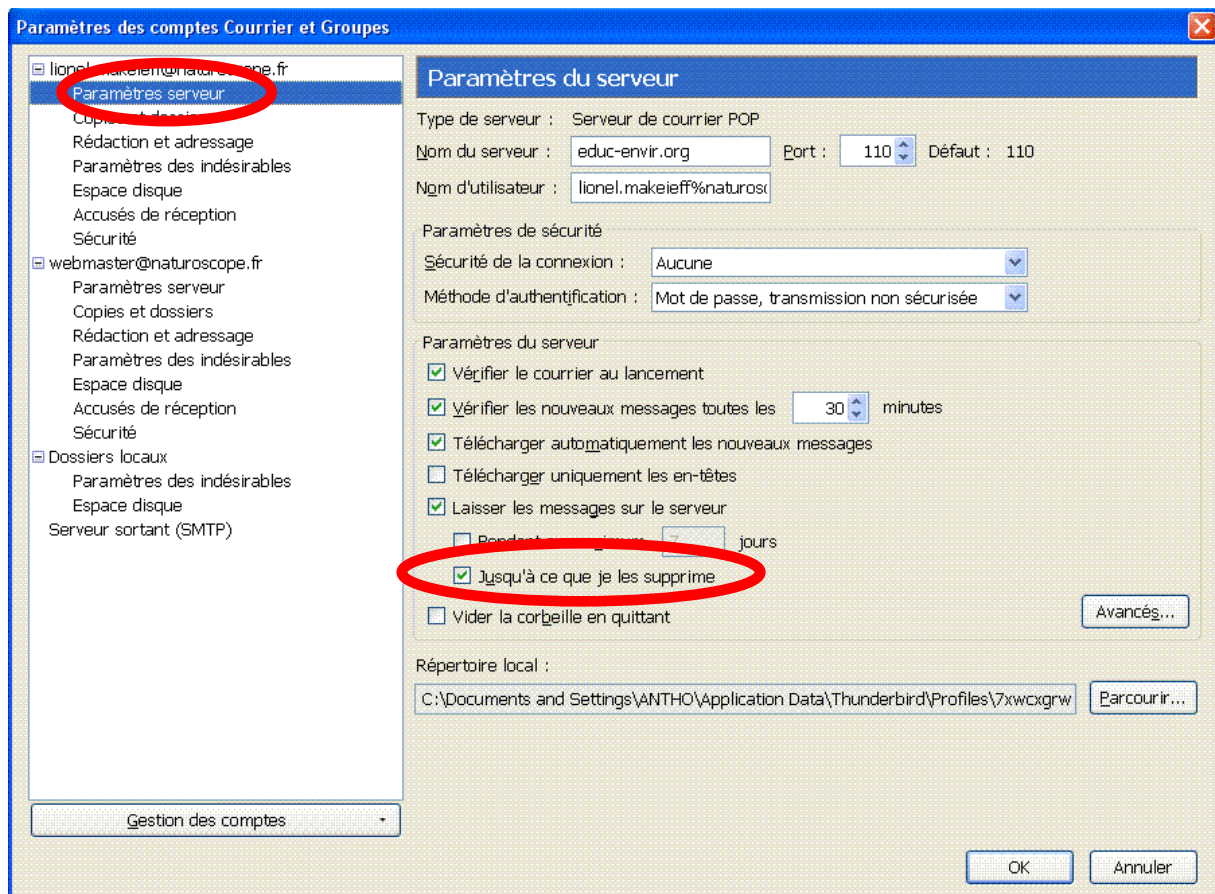 Paramètres des comptes Courrier et Groupes
lionel.makeieff@naturoscope.fr
Paramètres serveur
Copies et dossiers
Rédaction et adressage
Paramètres des indésirables
Espace disque
Accusés de réception
Sécurité
webmaster@naturoscope.fr
Paramètres serveur
Copies et dossiers
Rédaction et adressage
Paramètres des indésirables
Espace disque
Accusés de réception
Sécurité
Dossiers locaux
Paramètres des indésirables
Espace disque
Serveur sortant (SMTP)
Gestion des comptes
Paramètres du serveur
Type de serveur : Serveur de courrier POP
Nom du serveur : educ-envir.org Port : 110 Défaut : 110
Nom d'utilisateur : lionel.makeieff%naturos
Paramètres de sécurité
Sécurité de la connexion : Aucune
Méthode d'authentification : Mot de passe, transmission non sécurisée
Paramètres du serveur
Vérifier le courrier au lancement
Vérifier les nouveaux messages toutes les 30 minutes
Télécharger automatiquement les nouveaux messages
Télécharger uniquement les en-têtes
Laisser les messages sur le serveur
Pendant 7 jours
Jusqu'à ce que je les supprime
Vider la corbeille en quittant
Avancés...
Répertoire local :
C:\Documents and Settings\ANTHO\Application Data\Thunderbird\Profiles\7xwcxgrw Parcourir...
OK Annuler